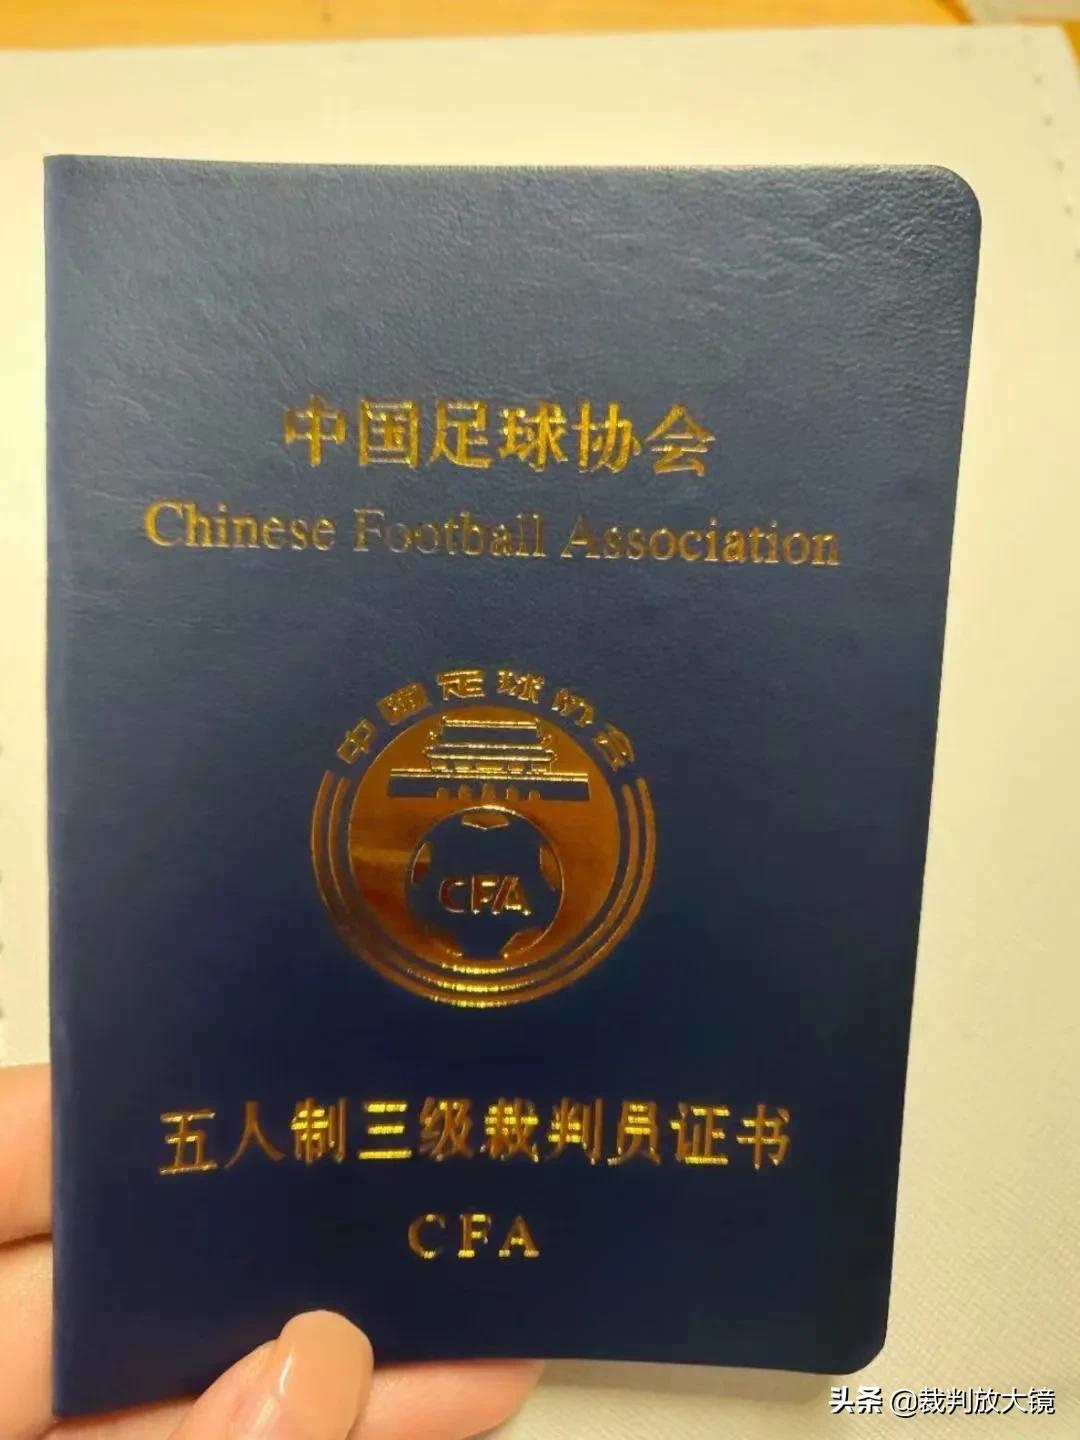 中国足球协会
Chinese Football Association
中国足球协会
CFA
五人制三级裁判员证书
CFA
头条 @裁判放大镜